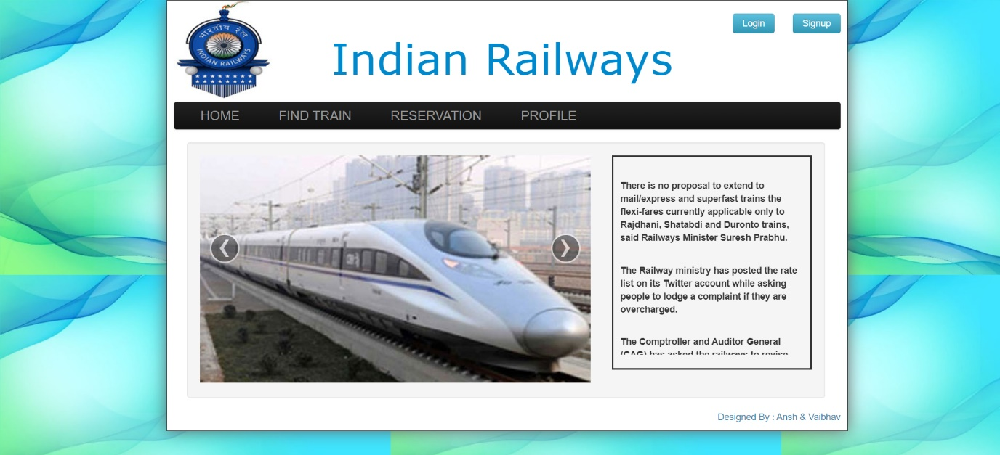 भारतीय रेल
INDIAN RAILWAYS
Login
Signup
Indian Railways
HOME
FIND TRAIN
RESERVATION
PROFILE
There is no proposal to extend to
mail/express and superfast trains the
flexi-fares currently applicable only to
Rajdhani, Shatabdi and Duronto trains,
said Railways Minister Suresh Prabhu.
The Railway ministry has posted the rate
list on its Twitter account while asking
people to lodge a complaint if they are
overcharged.
The Comptroller and Auditor General
(CAG) has asked the railways to revise
Designed By : Ansh & Vaibhav